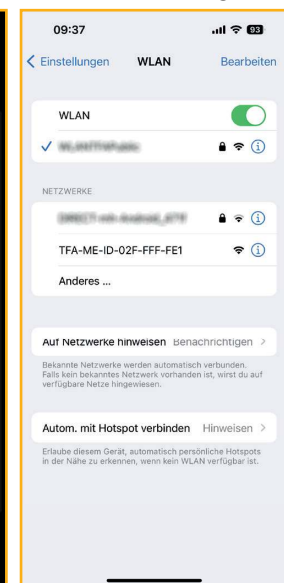 09:37
93
Einstellungen WLAN Bearbeiten
WLAN
NETZWERKE
TFA-ME-ID-02F-FFF-FE1
Anderes ...
Auf Netzwerke hinweisen Benachrichtigen
Bekannte Netzwerke werden automatisch verbunden.
Falls kein bekanntes Netzwerk vorhanden ist, wirst du auf
verfügbare Netze hingewiesen.
Autom. mit Hotspot verbinden Hinweisen
Erlaube diesem Gerät, automatisch persönliche Hotspots
in der Nähe zu erkennen, wenn kein WLAN verfügbar ist.